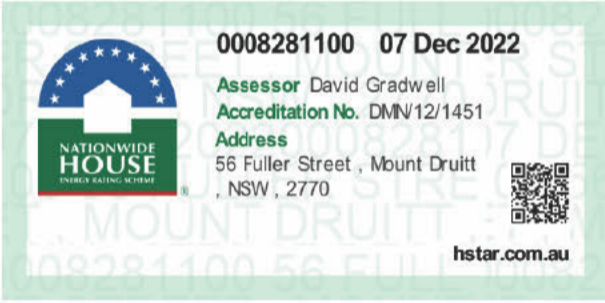 0008281100 07 Dec 2022
Assessor David Gradwell
Accreditation No. DMN/12/1451
Address
56 Fuller Street , Mount Druitt
, NSW , 2770
NATIONWIDE
HOUSE
ENERGY RATING SCHEME
®
hstar.com.au